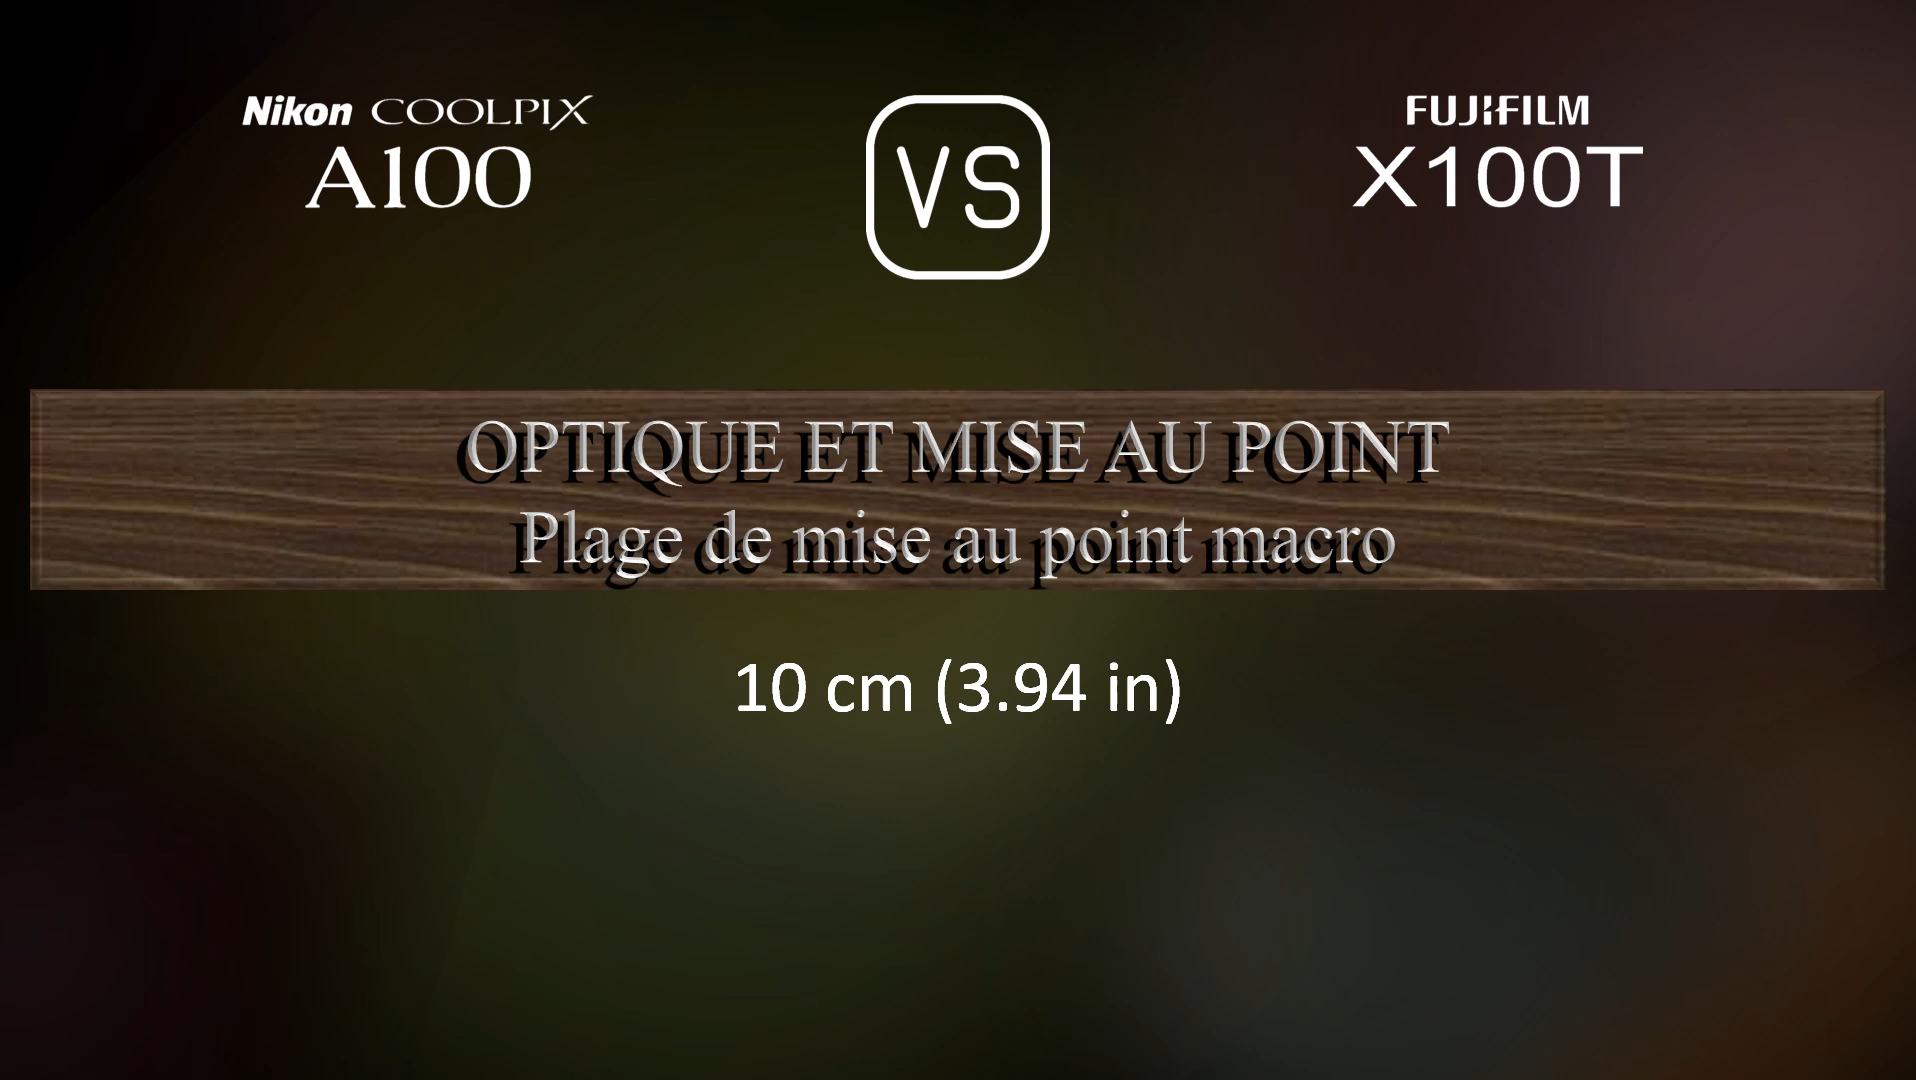 Nikon COOLPIX
A100
VS
FUJIFILM
X100T
OPTIQUE ET MISE AU POINT
Plage de mise au point macro
10 cm (3.94 in)